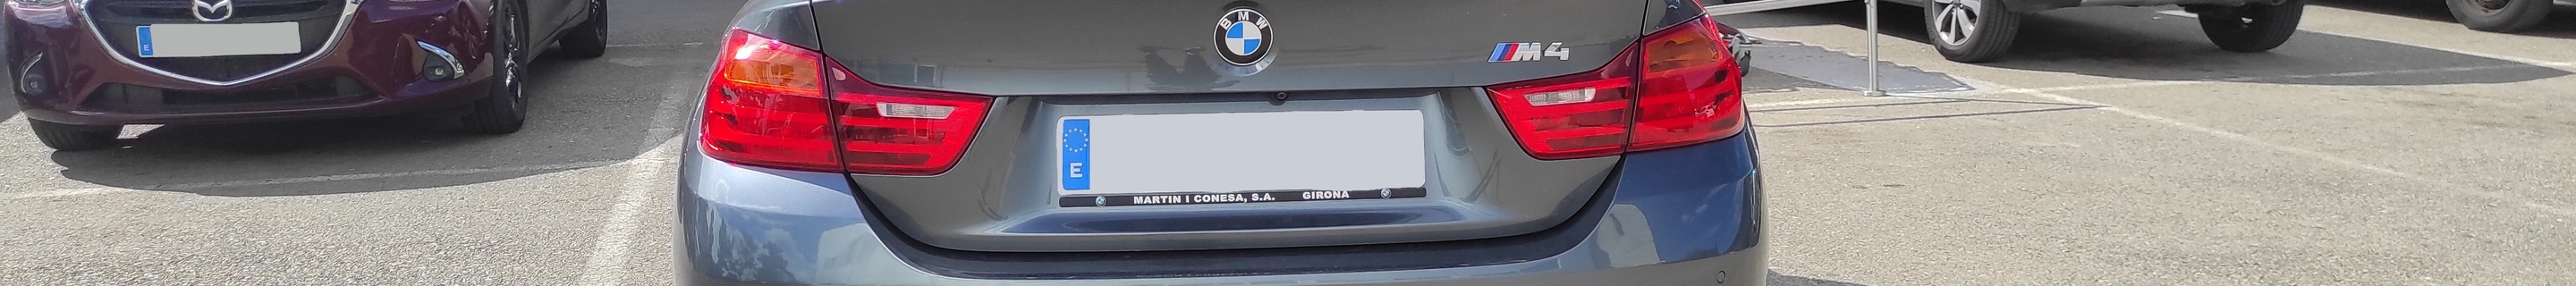 E
BMW
M4
E
MARTIN I CONESA, S.A. GIRONA